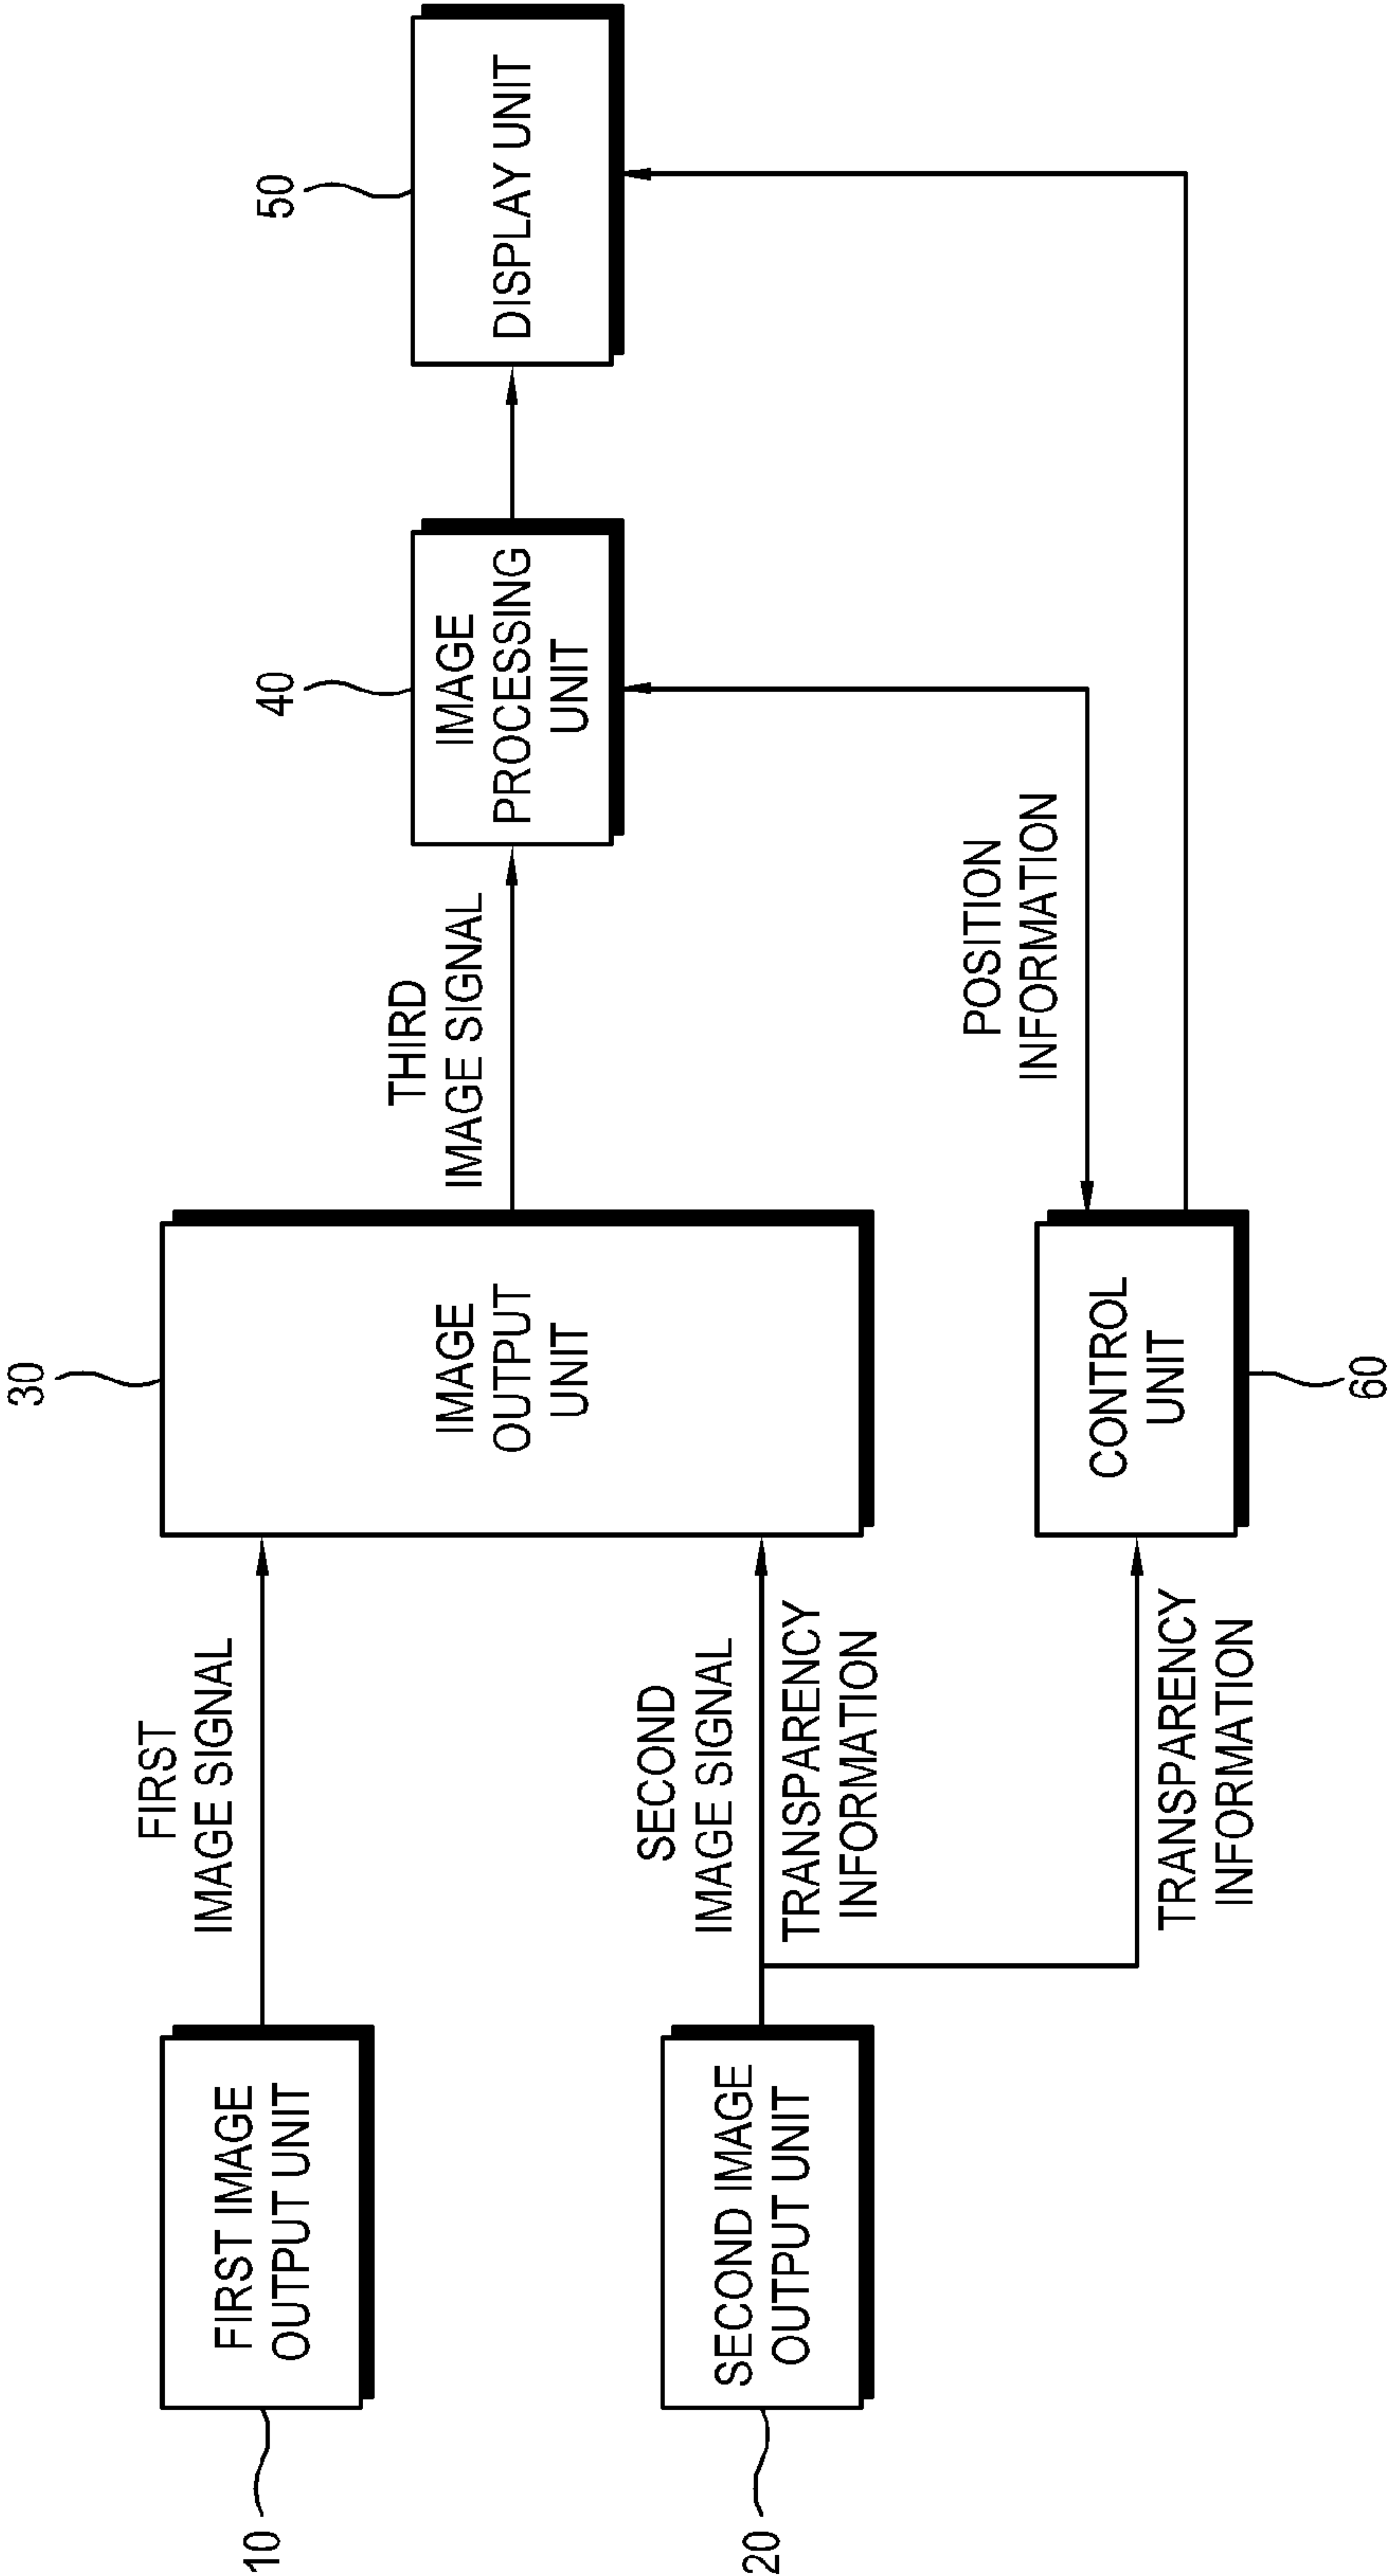 10
FIRST IMAGE
OUTPUT UNIT
FIRST
IMAGE SIGNAL
20
SECOND IMAGE
OUTPUT UNIT
SECOND
IMAGE SIGNAL
TRANSPARENCY
INFORMATION
TRANSPARENCY
INFORMATION
30
IMAGE
OUTPUT
UNIT
THIRD
IMAGE SIGNAL
40
IMAGE
PROCESSING
UNIT
50
DISPLAY UNIT
POSITION
INFORMATION
CONTROL
UNIT
60